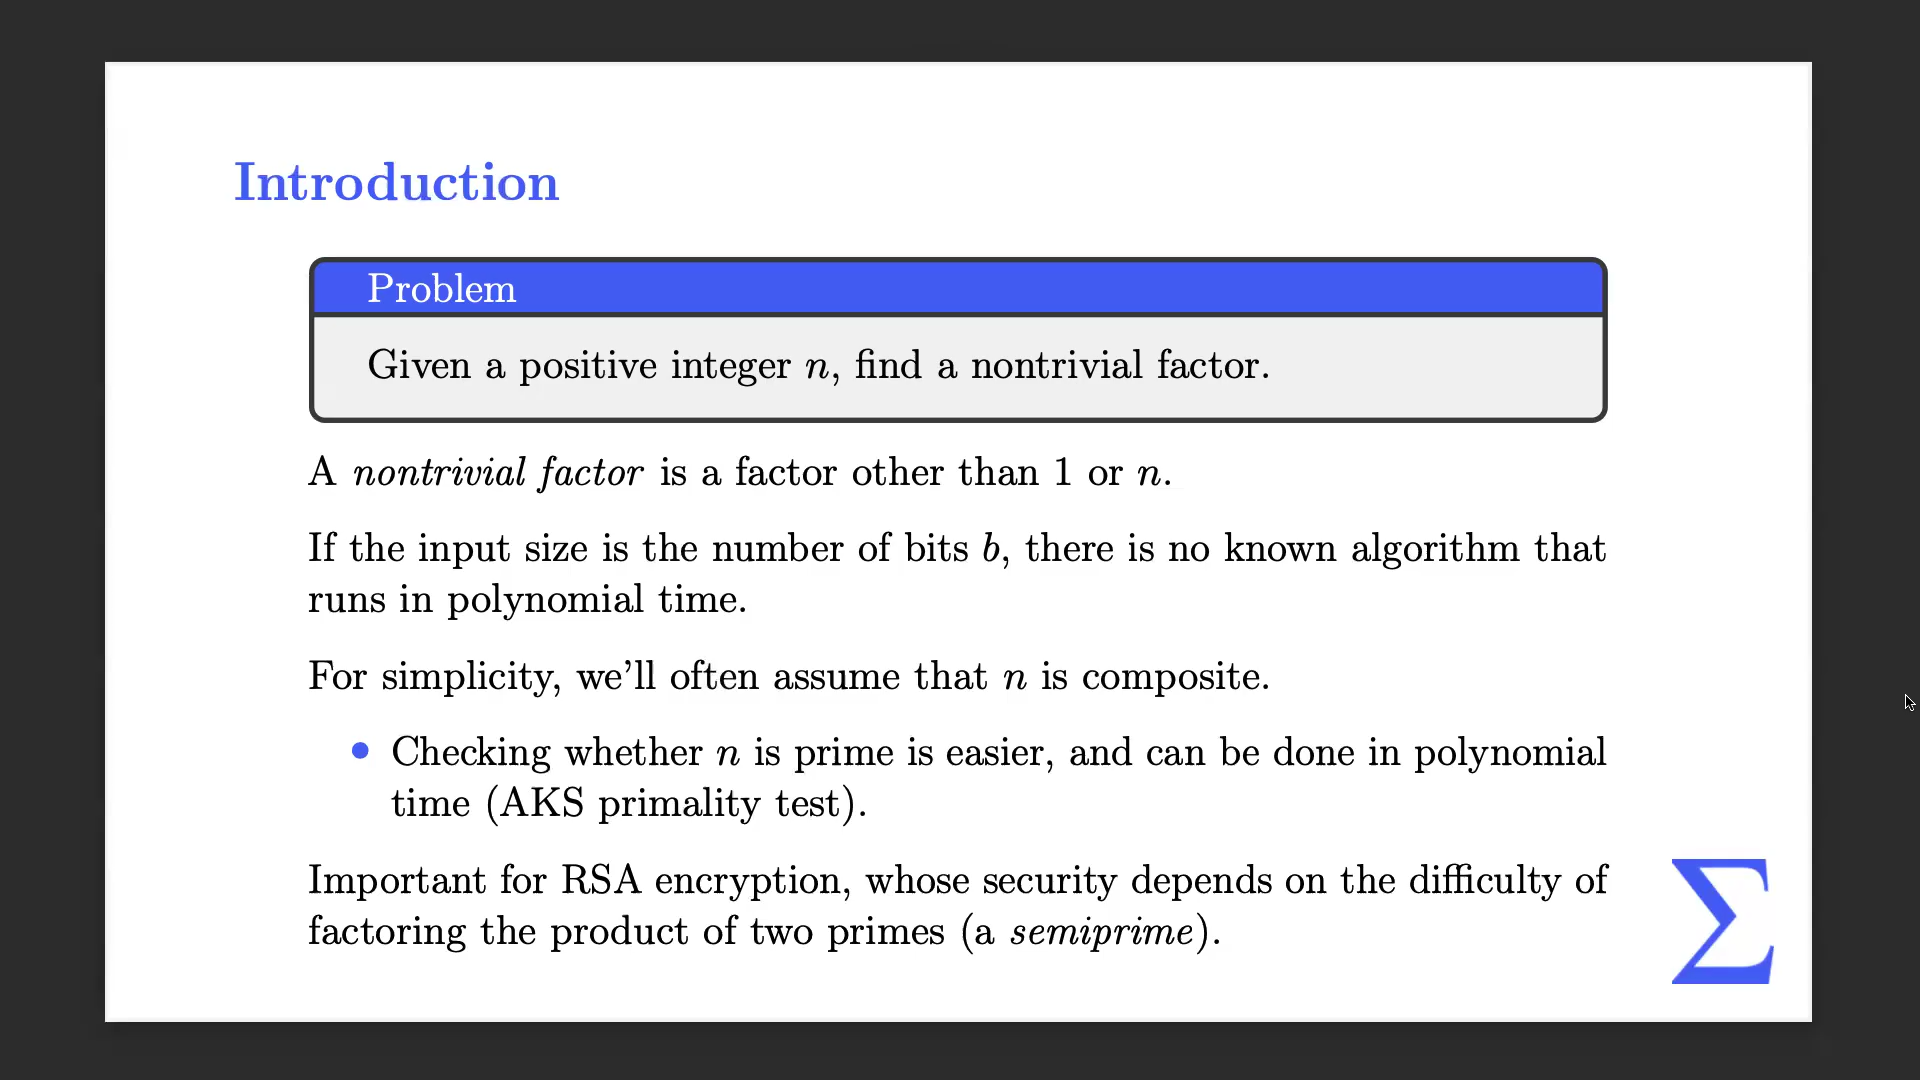 Introduction
Problem
Given a positive integer n, find a nontrivial factor.
A nontrivial factor is a factor other than 1 or n.
If the input size is the number of bits b, there is no known algorithm that
runs in polynomial time.
For simplicity, we’ll often assume that n is composite.
• Checking whether n is prime is easier, and can be done in polynomial
time (AKS primality test).
Important for RSA encryption, whose security depends on the difficulty of
factoring the product of two primes (a semiprime).
Σ